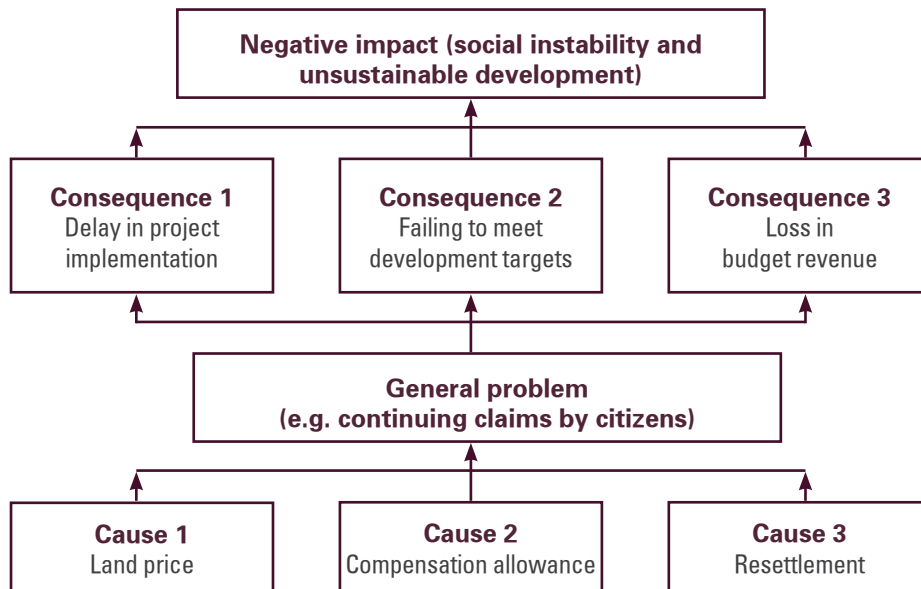 Negative impact (social instability and
unsustainable development)
Consequence 1
Delay in project
implementation
Consequence 2
Failing to meet
development targets
Consequence 3
Loss in
budget revenue
General problem
(e.g. continuing claims by citizens)
Cause 1
Land price
Cause 2
Compensation allowance
Cause 3
Resettlement